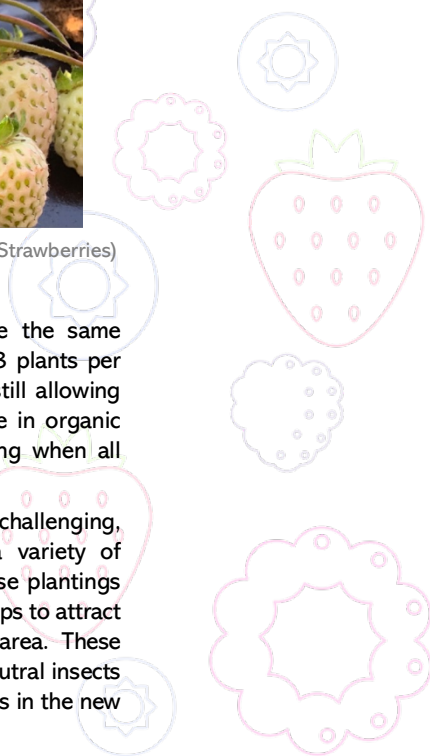 Strawberries)
e the same
3 plants per
still allowing
e in organic
ng when all
challenging,
a variety of
se plantings
ps to attract
area. These
utral insects
s in the new